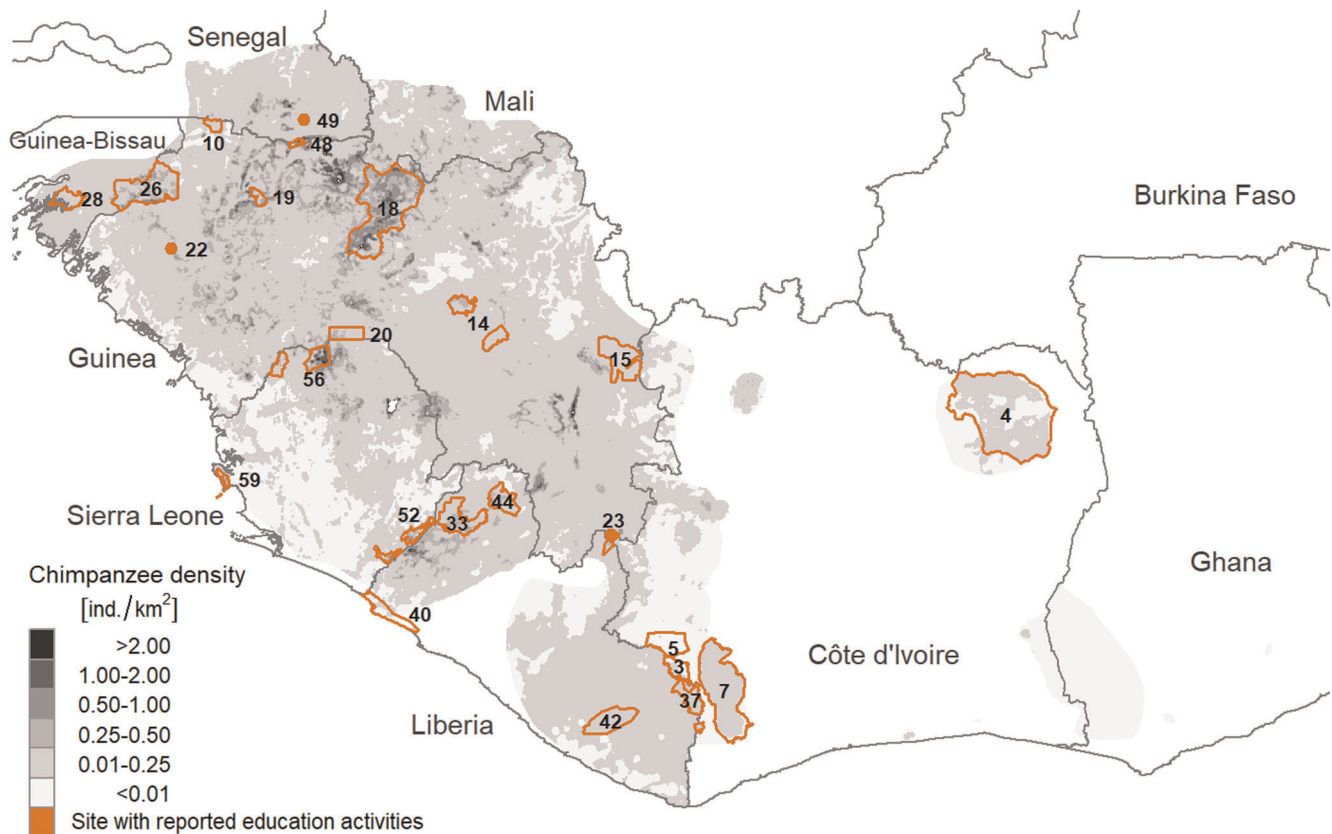 Senegal
Mali
49
Guinea-Bissau
10
48
26
28
19
18
Burkina Faso
22
14
20
Guinea
15
56
4
59
44
52
33
Sierra Leone
23
Ghana
Chimpanzee density
[ind./km²]
40
>2.00
5
1.00-2.00
3
Côte d'Ivoire
0.50-1.00
7
37
42
Liberia
0.25-0.50
0.01-0.25
<0.01
Site with reported education activities